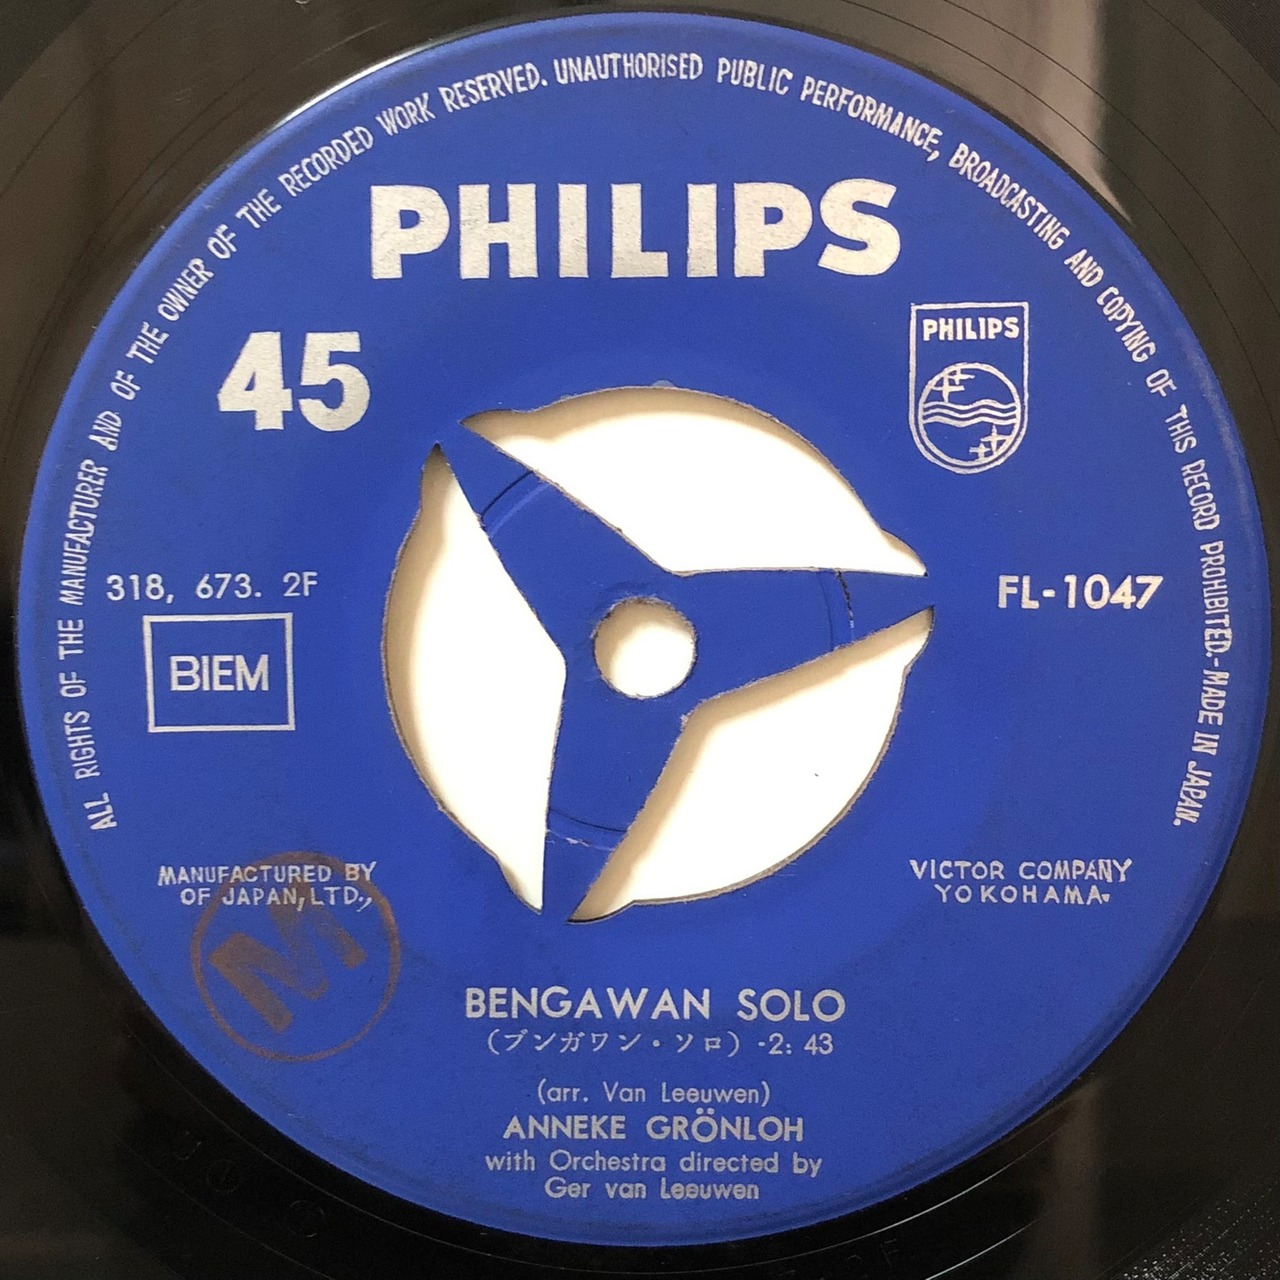 ALL RIGHTS OF THE MANUFACTURER AND OF THE OWNER OF THE RECORDED WORK RESERVED. UNAUTHORISED PUBLIC PERFORMANCE, BROADCASTING AND COPYING OF THIS RECORD PROHIBITED.-MADE IN JAPAN.
PHILIPS
45
PHILIPS
318, 673. 2F
FL-1047
BIEM
MANUFACTURED BY
OF JAPAN, LTD.,
VICTOR COMPANY
YOKOHAMA.
M
BENGAWAN SOLO
(ブンガワン・ソロ) -2: 43
(arr. Van Leeuwen)
ANNEKE GRÖNLOH
with Orchestra directed by
Ger van Leeuwen